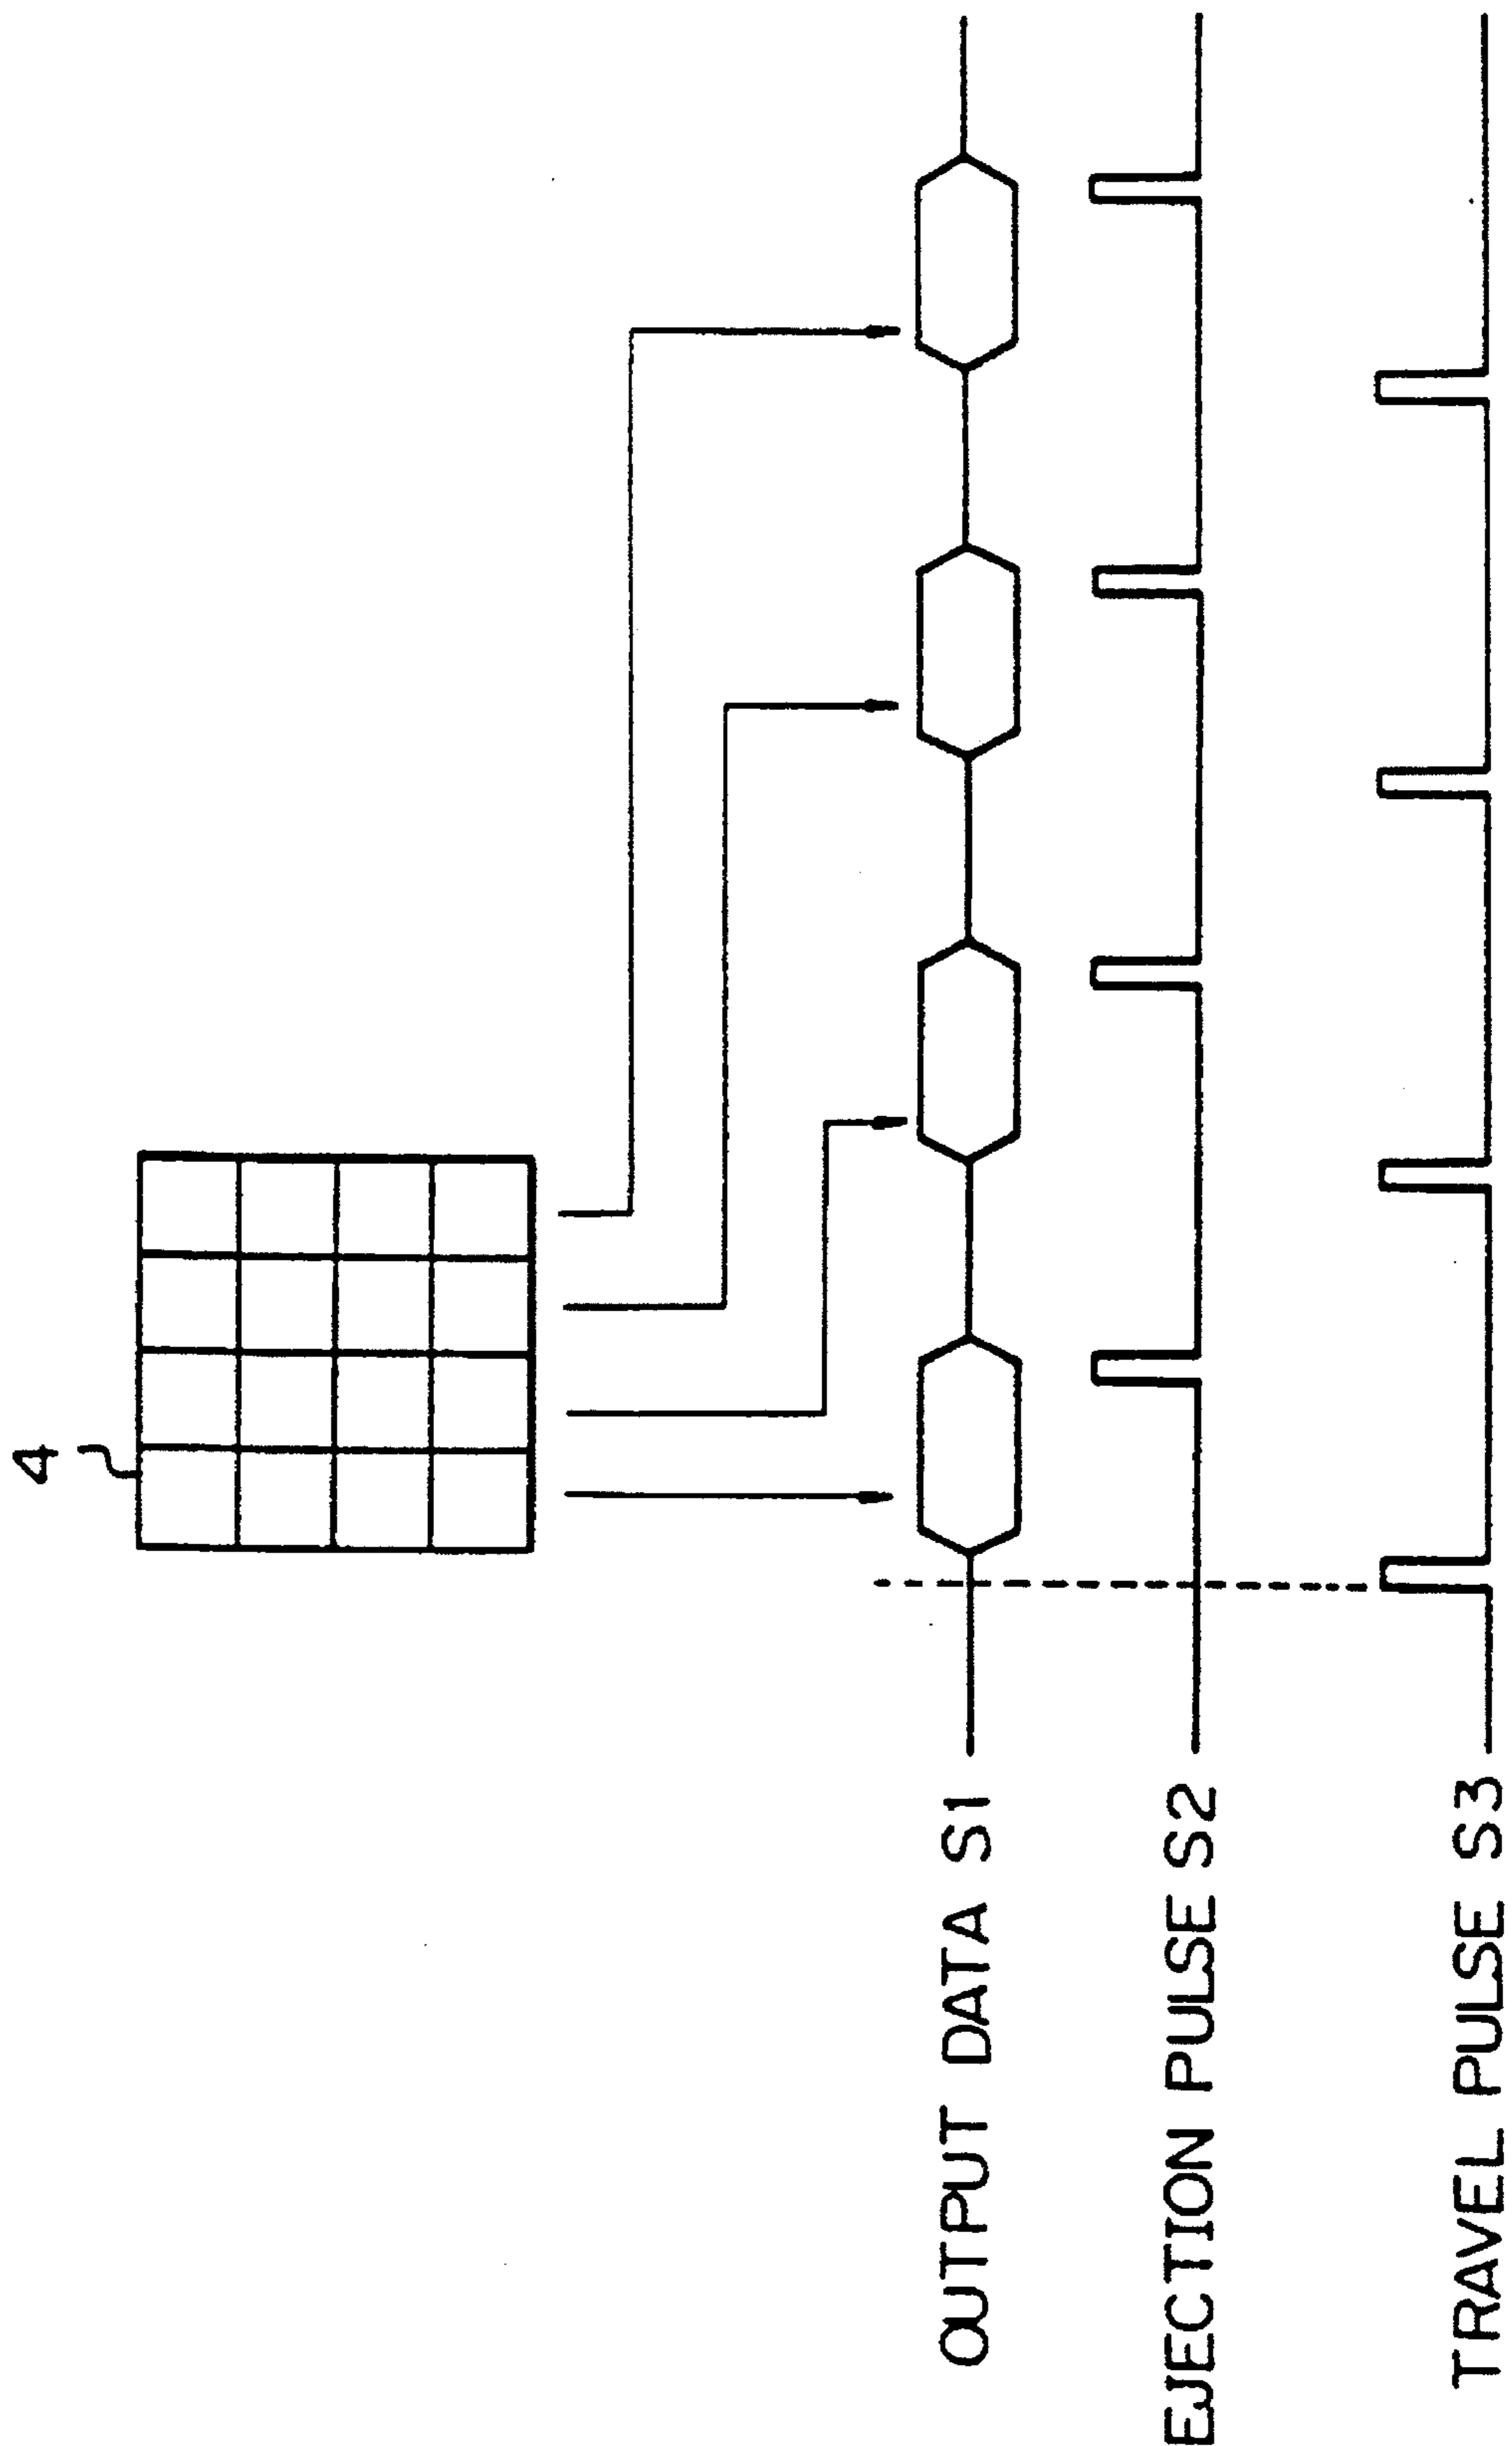 4
OUTPUT DATA S1
EJECTION PULSE S2
TRAVEL PULSE S3